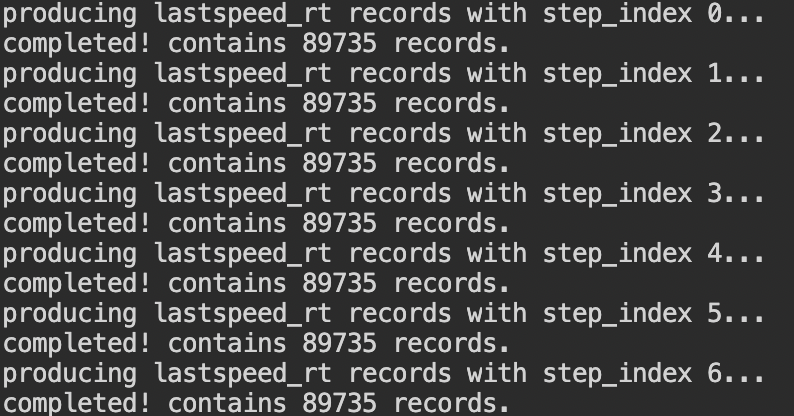 producing lastspeed_rt records with step_index 0...
completed! contains 89735 records.
producing lastspeed_rt records with step_index 1...
completed! contains 89735 records.
producing lastspeed_rt records with step_index 2...
completed! contains 89735 records.
producing lastspeed_rt records with step_index 3...
completed! contains 89735 records.
producing lastspeed_rt records with step_index 4...
completed! contains 89735 records.
producing lastspeed_rt records with step_index 5...
completed! contains 89735 records.
producing lastspeed_rt records with step_index 6...
completed! contains 89735 records.